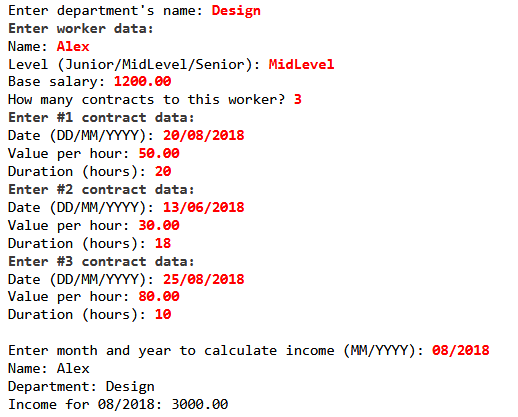 Enter department's name: Design
Enter worker data:
Name: Alex
Level (Junior/MidLevel/Senior): MidLevel
Base salary: 1200.00
How many contracts to this worker? 3
Enter #1 contract data:
Date (DD/MM/YYYY): 20/08/2018
Value per hour: 50.00
Duration (hours): 20
Enter #2 contract data:
Date (DD/MM/YYYY): 13/06/2018
Value per hour: 30.00
Duration (hours): 18
Enter #3 contract data:
Date (DD/MM/YYYY): 25/08/2018
Value per hour: 80.00
Duration (hours): 10
Enter month and year to calculate income (MM/YYYY): 08/2018
Name: Alex
Department: Design
Income for 08/2018: 3000.00